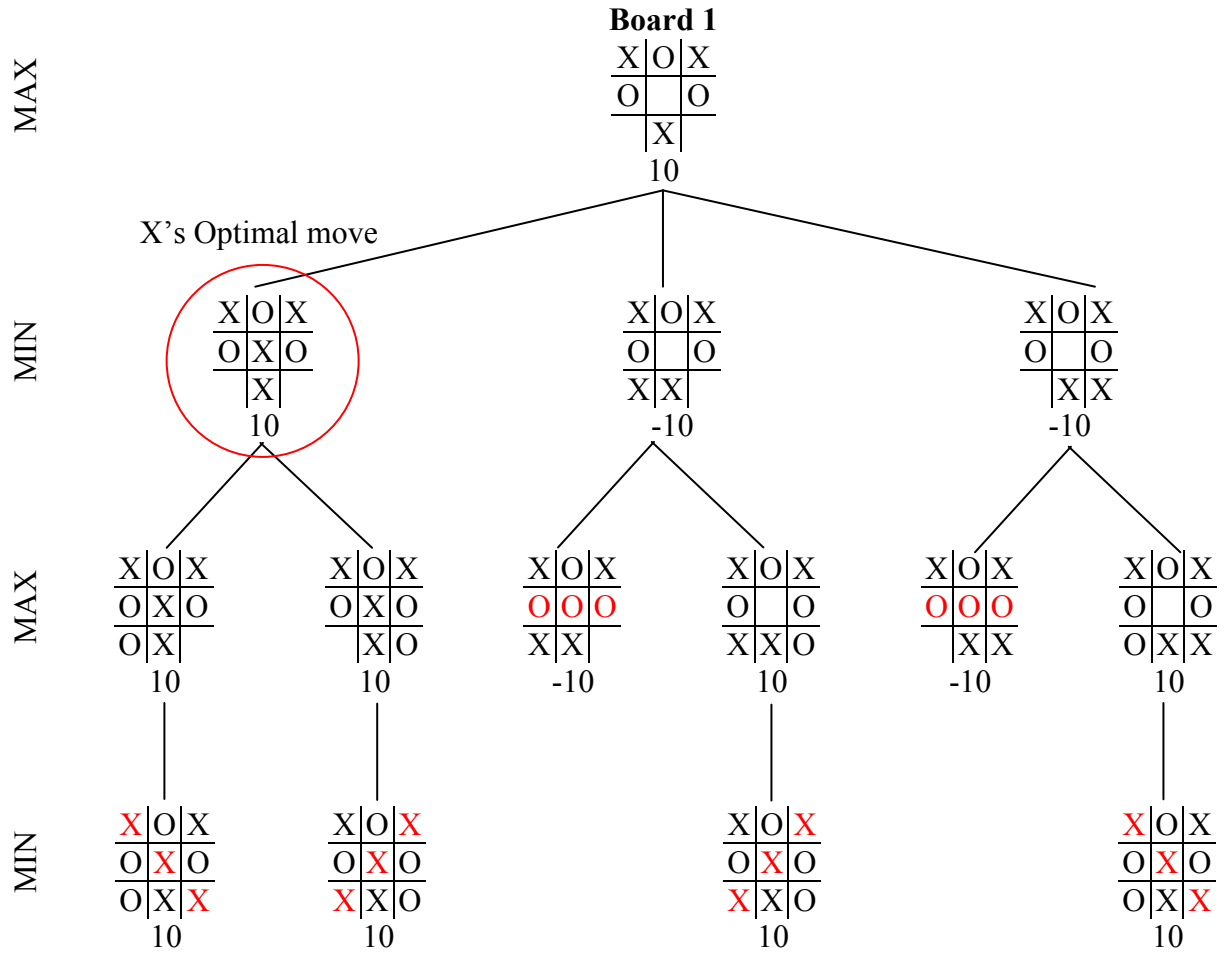 Board 1
MAX
X O X
O O
X
10
X's Optimal move
MIN
X O X
O X O
X
10
X O X
O O
X X
-10
X O X
O O
X X
-10
MAX
X O X
O X O
O X
10
X O X
O X O
X O
10
X O X
O O O
X X
-10
X O X
O O
X X O
10
X O X
O O O
X X
-10
X O X
O O
O X X
10
MIN
X O X
O X O
O X X
10
X O X
O X O
X X O
10
X O X
O X O
X X O
10
X O X
O X O
O X X
10